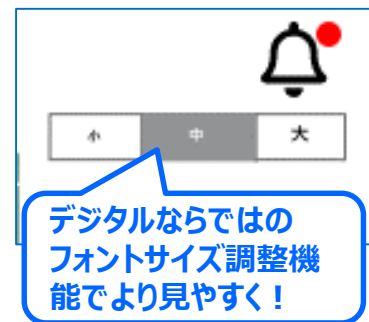 小 中 大
デジタルならではの
フォントサイズ調整機
能でより見やすく！